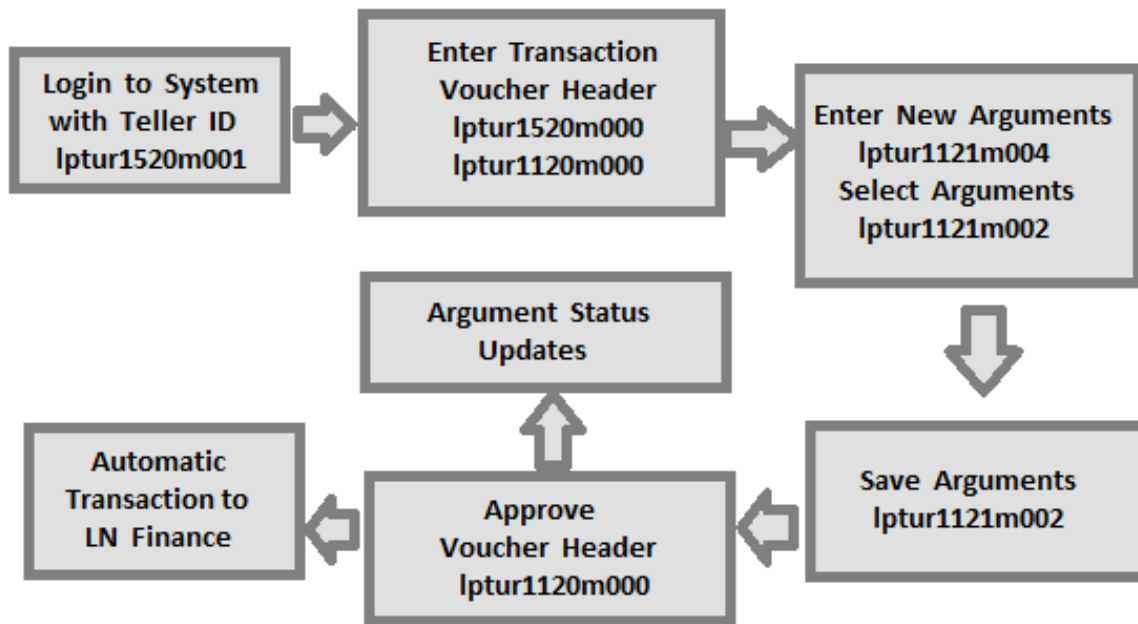 Login to System
with Teller ID
lptur1520m001
Enter Transaction
Voucher Header
lptur1520m000
lptur1120m000
Enter New Arguments
lptur1121m004
Select Arguments
lptur1121m002
Save Arguments
lptur1121m002
Approve
Voucher Header
lptur1120m000
Argument Status
Updates
Automatic
Transaction to
LN Finance